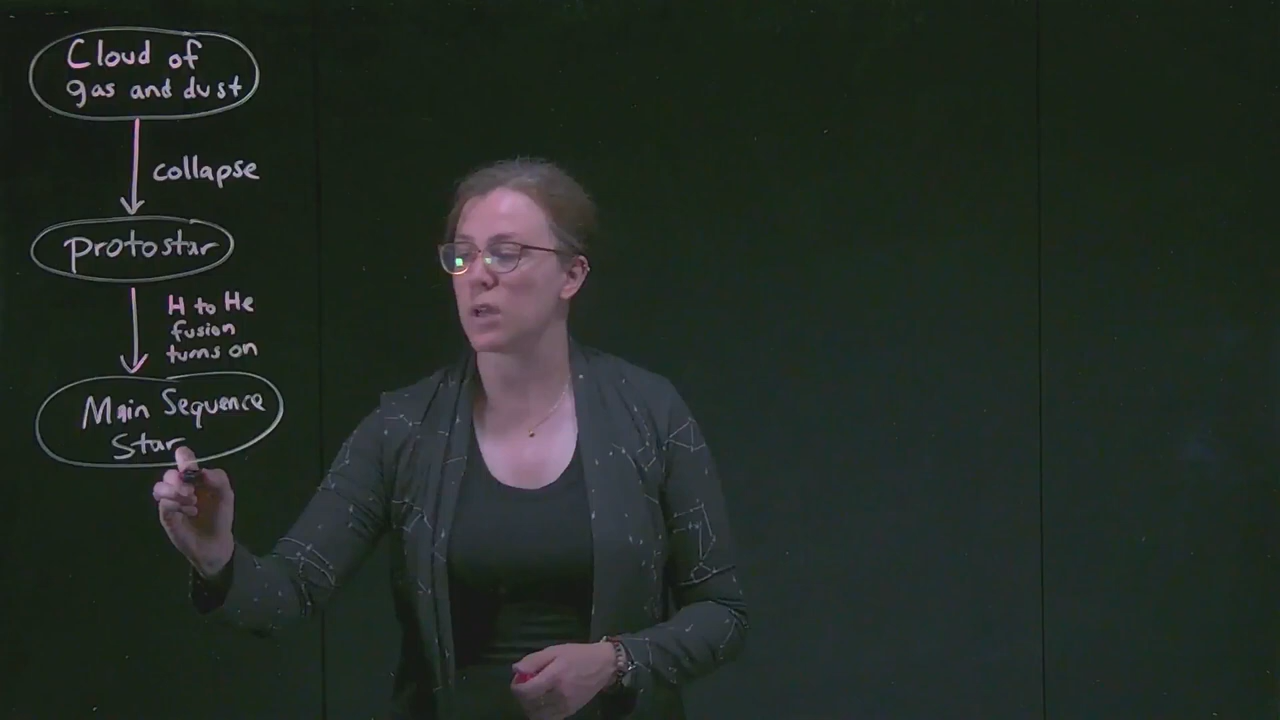 Cloud of
gas and dust
collapse
protostar
H to He
fusion
turns on
Main Sequence
Star